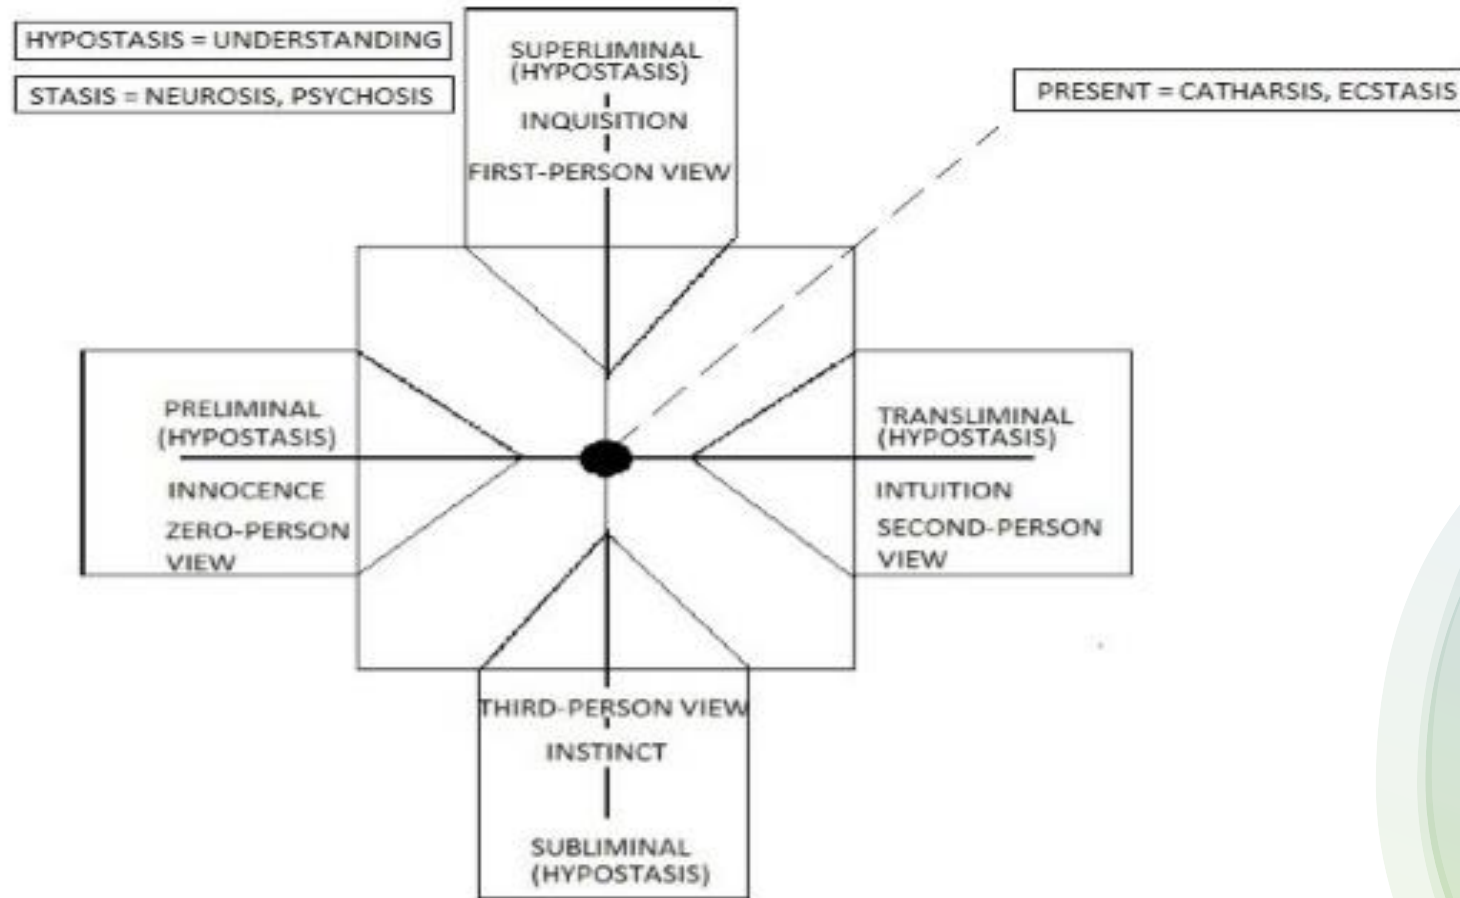 HYPOSTASIS = UNDERSTANDING
STASIS = NEUROSIS, PSYCHOSIS
SUPERLIMINAL
(HYPOSTASIS)
INQUISITION
FIRST-PERSON VIEW
PRESENT = CATHARSIS, ECSTASIS
PRELIMINAL
(HYPOSTASIS)
INNOCENCE
ZERO-PERSON
VIEW
TRANSLIMINAL
(HYPOSTASIS)
INTUITION
SECOND-PERSON
VIEW
THIRD-PERSON VIEW
INSTINCT
SUBLIMINAL
(HYPOSTASIS)